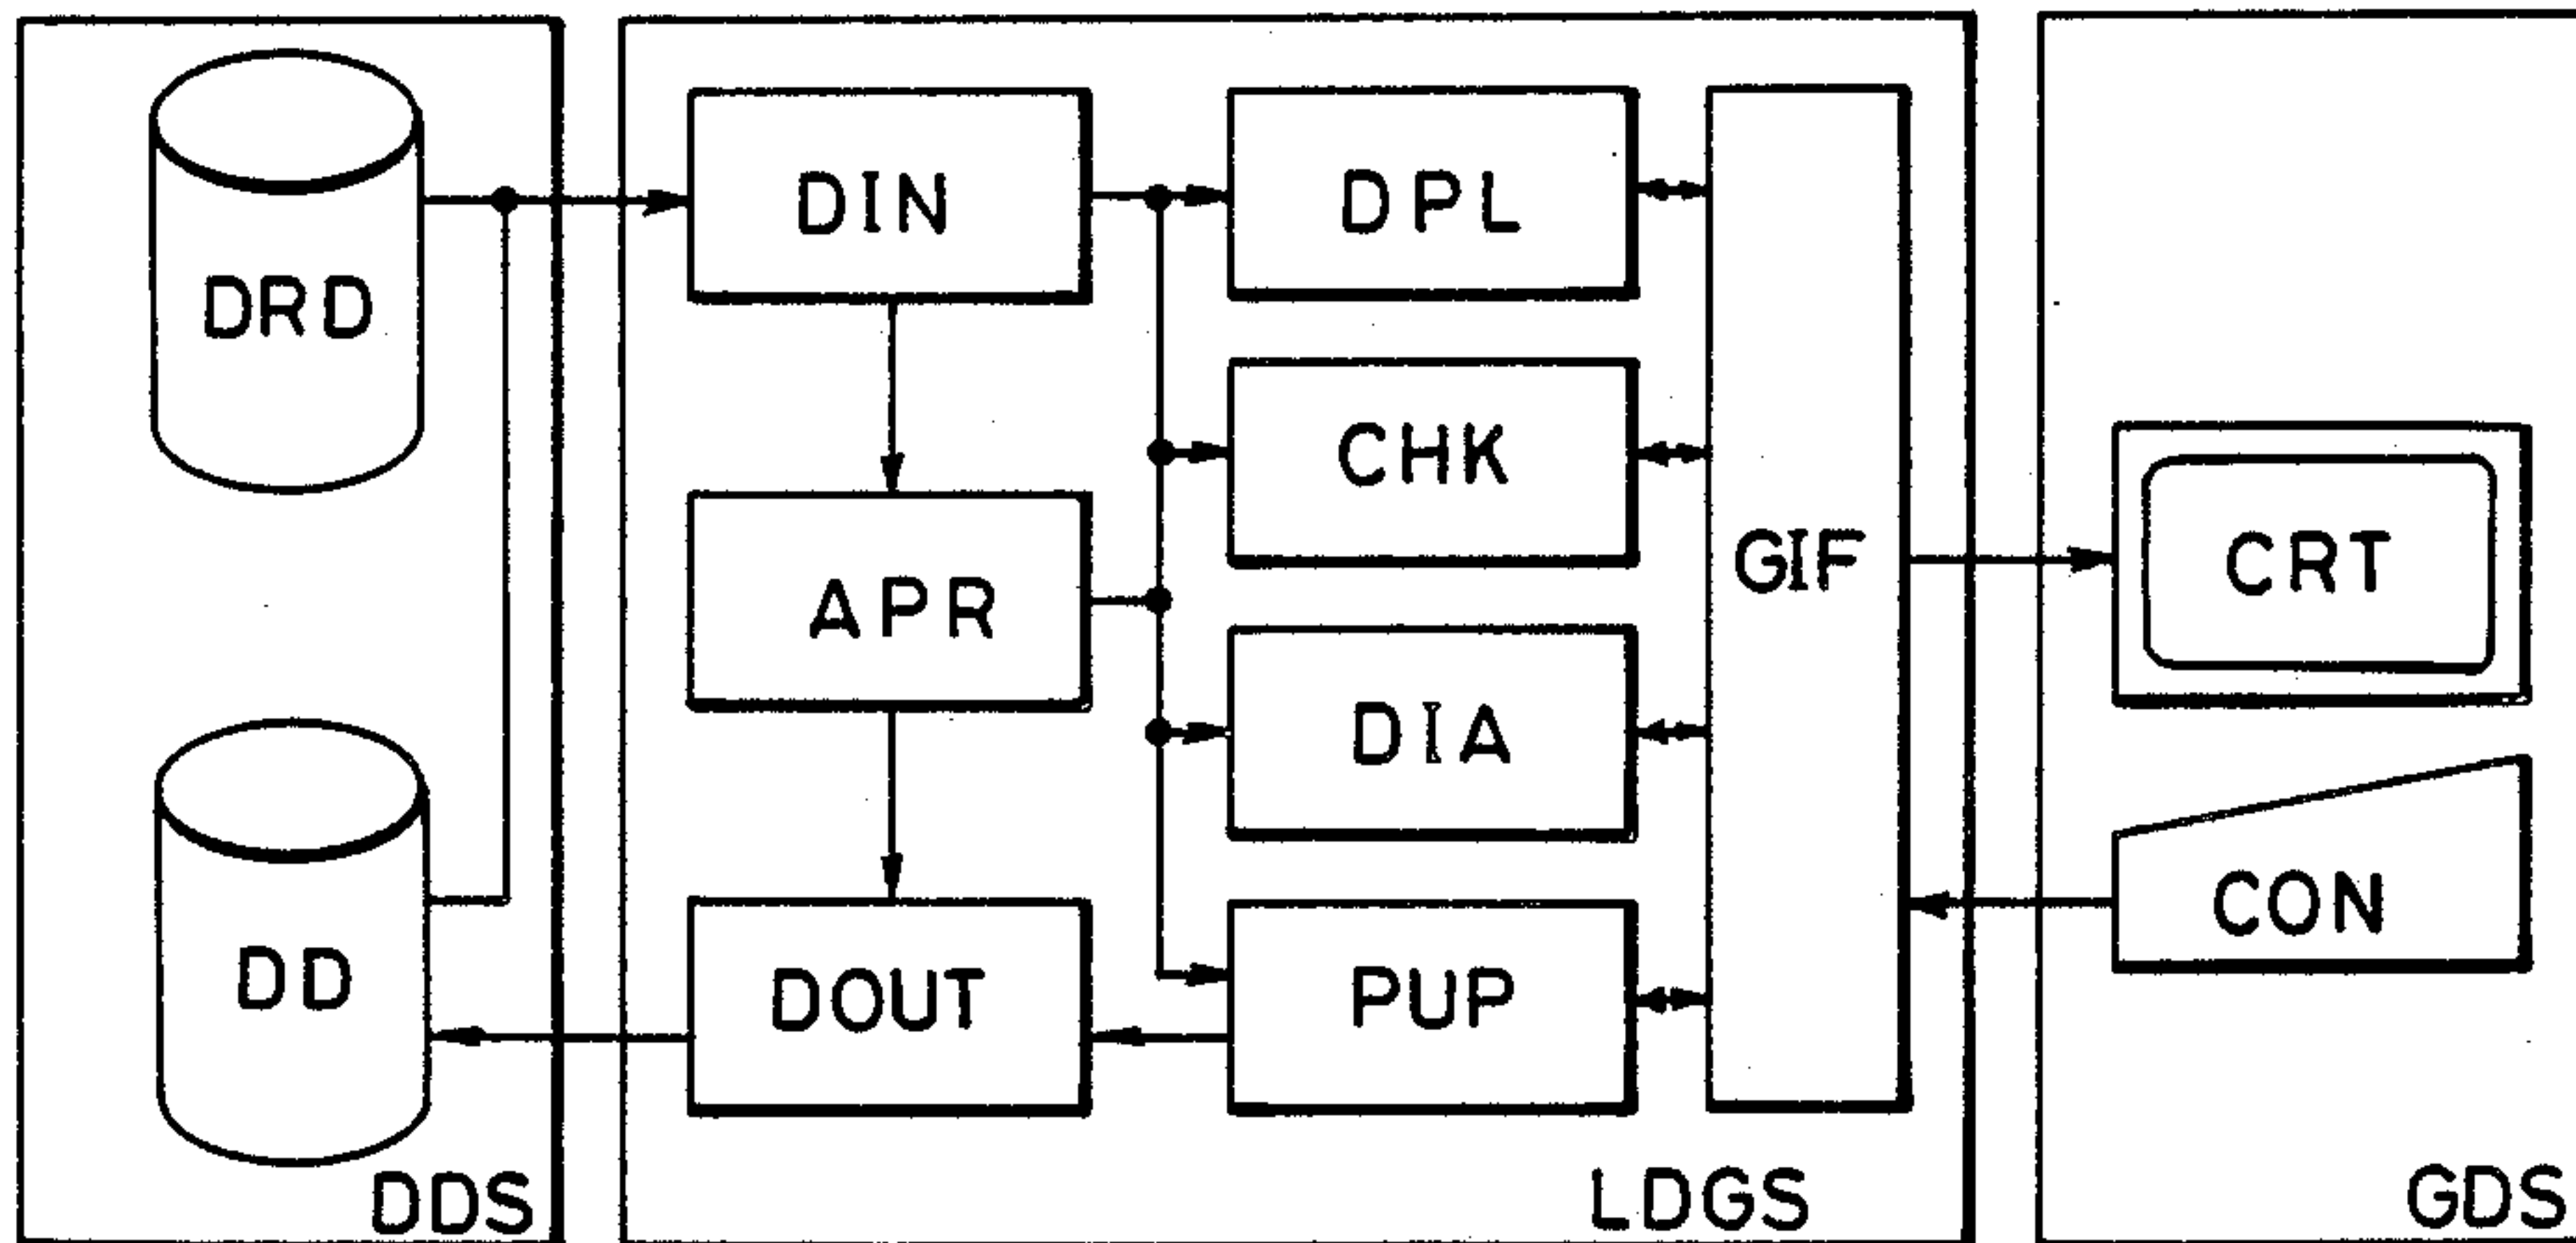 DRD
DD
DDS
DIN
APR
DOUT
DPL
CHK
DIA
PUP
GIF
LDGS
CRT
CON
GDS